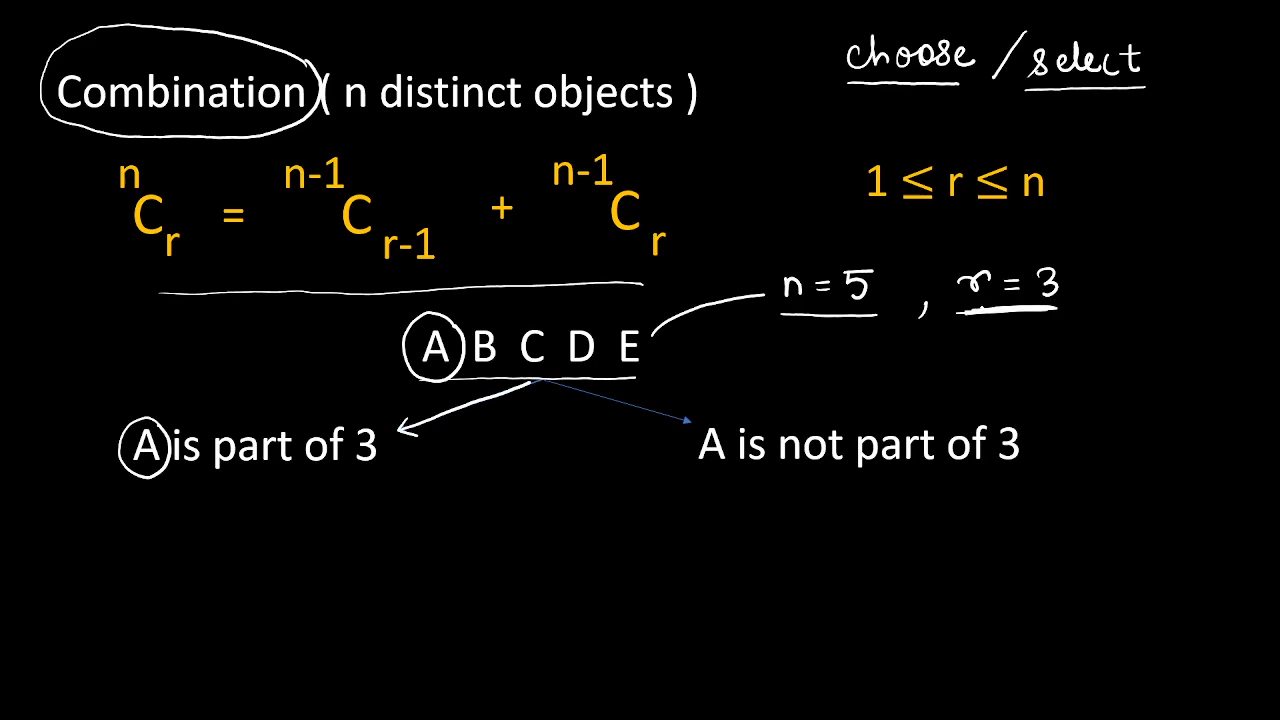 choose / select
Combination ( n distinct objects )
nCr = n-1Cr-1 + n-1Cr
1 ≤ r ≤ n
n = 5 , r = 3
A B C D E
A is part of 3
A is not part of 3